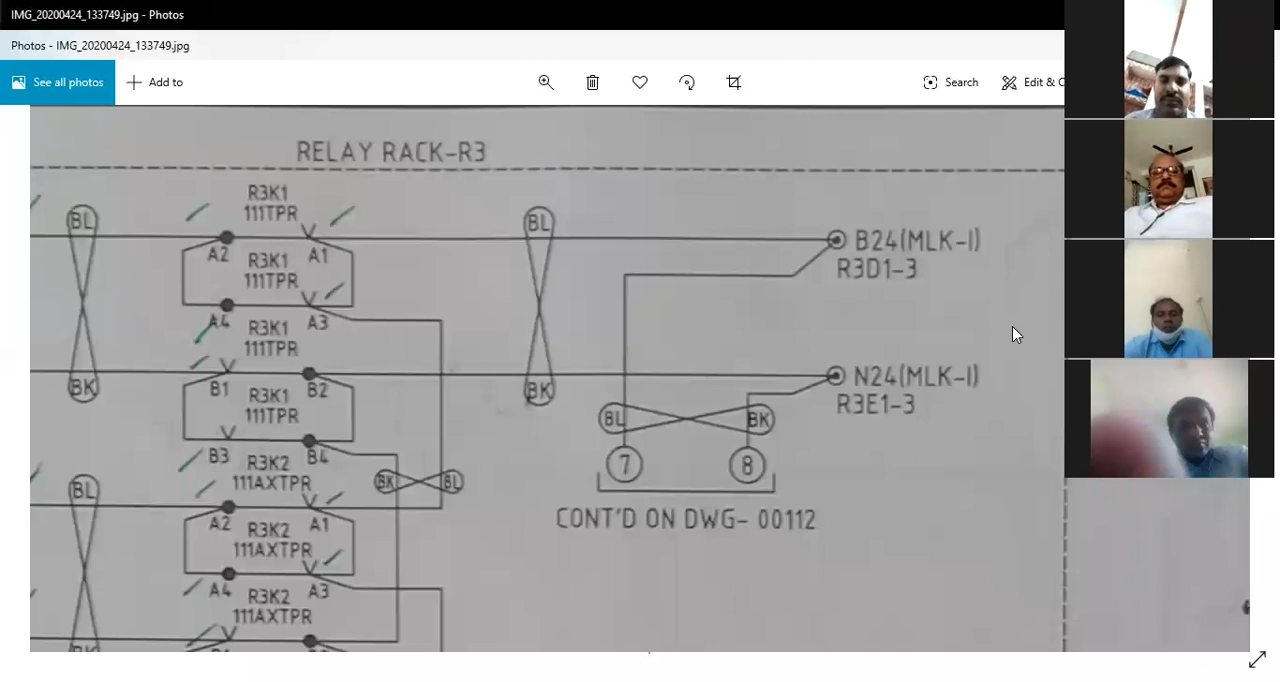 IMG_20200424_133749.jpg - Photos
Photos - IMG_20200424_133749.jpg
See all photos
Add to
Search
Edit & C
RELAY RACK-R3
R3K1
111TPR
BL
BL
A2
A1
B24(MLK-I)
R3K1
111TPR
R3D1-3
A4
A3
R3K1
111TPR
BK
BK
B1
B2
N24(MLK-I)
R3K1
111TPR
R3E1-3
BL
BK
B3
B4
R3K2
111AXTPR
7
8
BK
BL
BL
A2
A1
CONT'D ON DWG- 00112
R3K2
111AXTPR
A4
A3
R3K2
111AXTPR